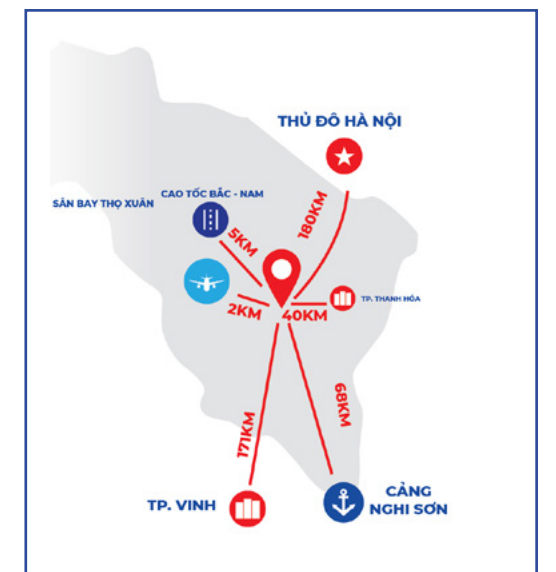 THỦ ĐÔ HÀ NỘI
CAO TỐC BẮC - NAM
SÂN BAY THỌ XUÂN
180KM
5KM
2KM
40KM
TP. THANH HÓA
68KM
171KM
TP. VINH
CẢNG
NGHI SƠN